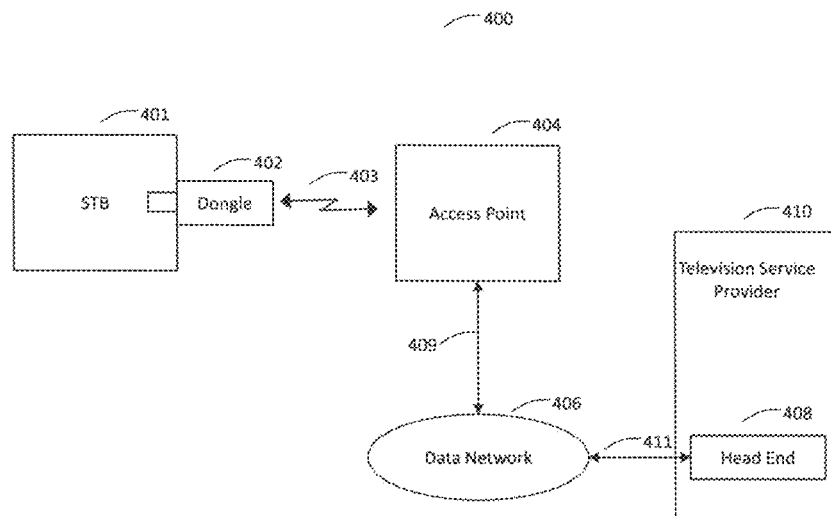 400
401
404
402
403
STB
Dongle
Access Point
410
Television Service
Provider
409
406
408
411
Data Network
Head End